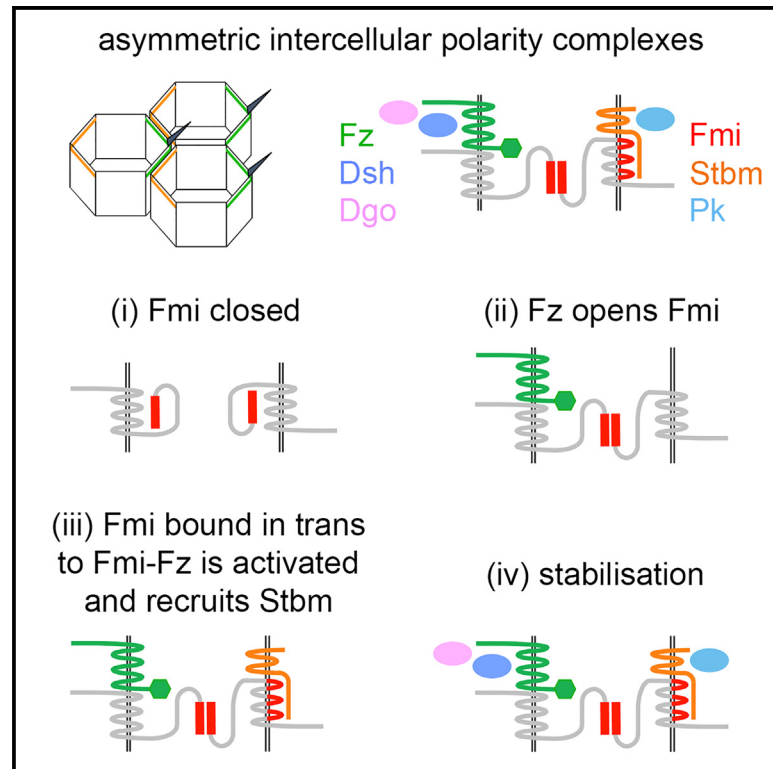 asymmetric intercellular polarity complexes
Fz
Dsh
Dgo
Fmi
Stbm
Pk
(i) Fmi closed
(ii) Fz opens Fmi
(iii) Fmi bound in trans
to Fmi-Fz is activated
and recruits Stbm
(iv) stabilisation